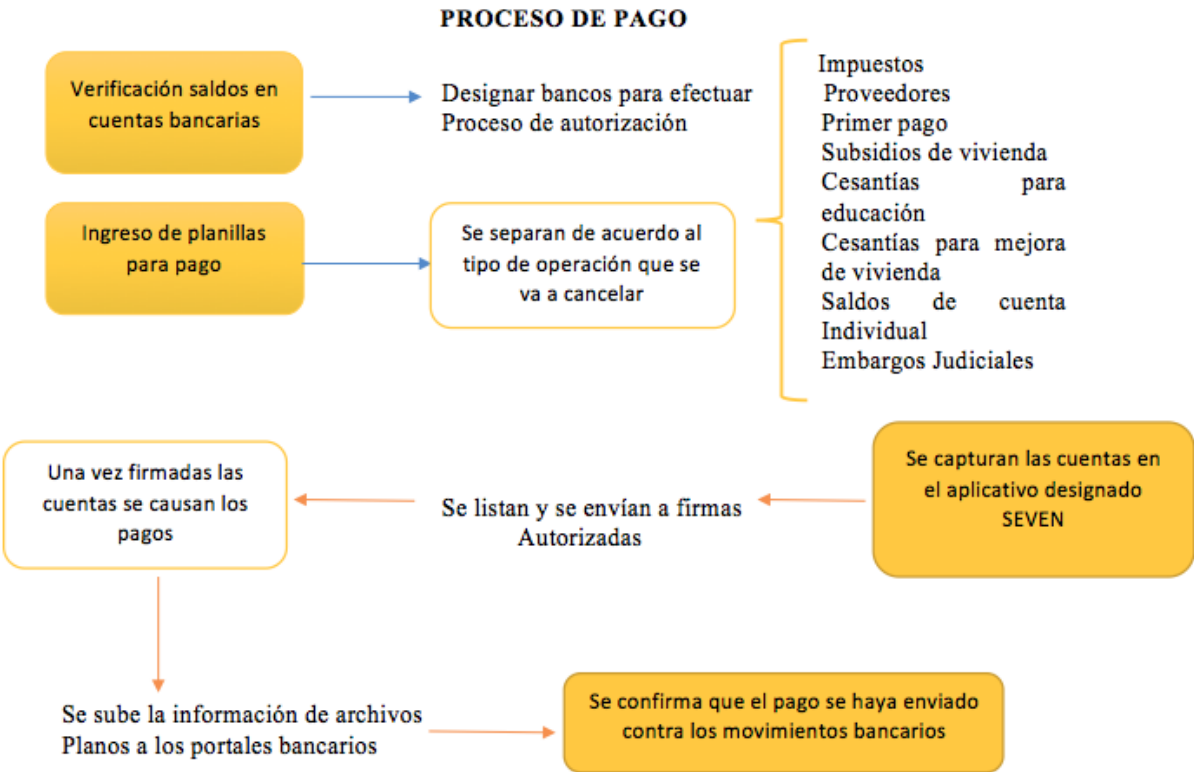 PROCESO DE PAGO
Verificación saldos en
cuentas bancarias
Designar bancos para efectuar
Proceso de autorización
Impuestos
Proveedores
Primer pago
Subsidios de vivienda
Cesantías para
educación
Cesantías para mejora
de vivienda
Saldos de cuenta
Individual
Embargos Judiciales
Ingreso de planillas
para pago
Se separan de acuerdo al
tipo de operación que se
va a cancelar
Se capturan las cuentas en
el aplicativo designado
SEVEN
Se listan y se envían a firmas
Autorizadas
Una vez firmadas las
cuentas se causan los
pagos
Se sube la información de archivos
Planos a los portales bancarios
Se confirma que el pago se haya enviado
contra los movimientos bancarios